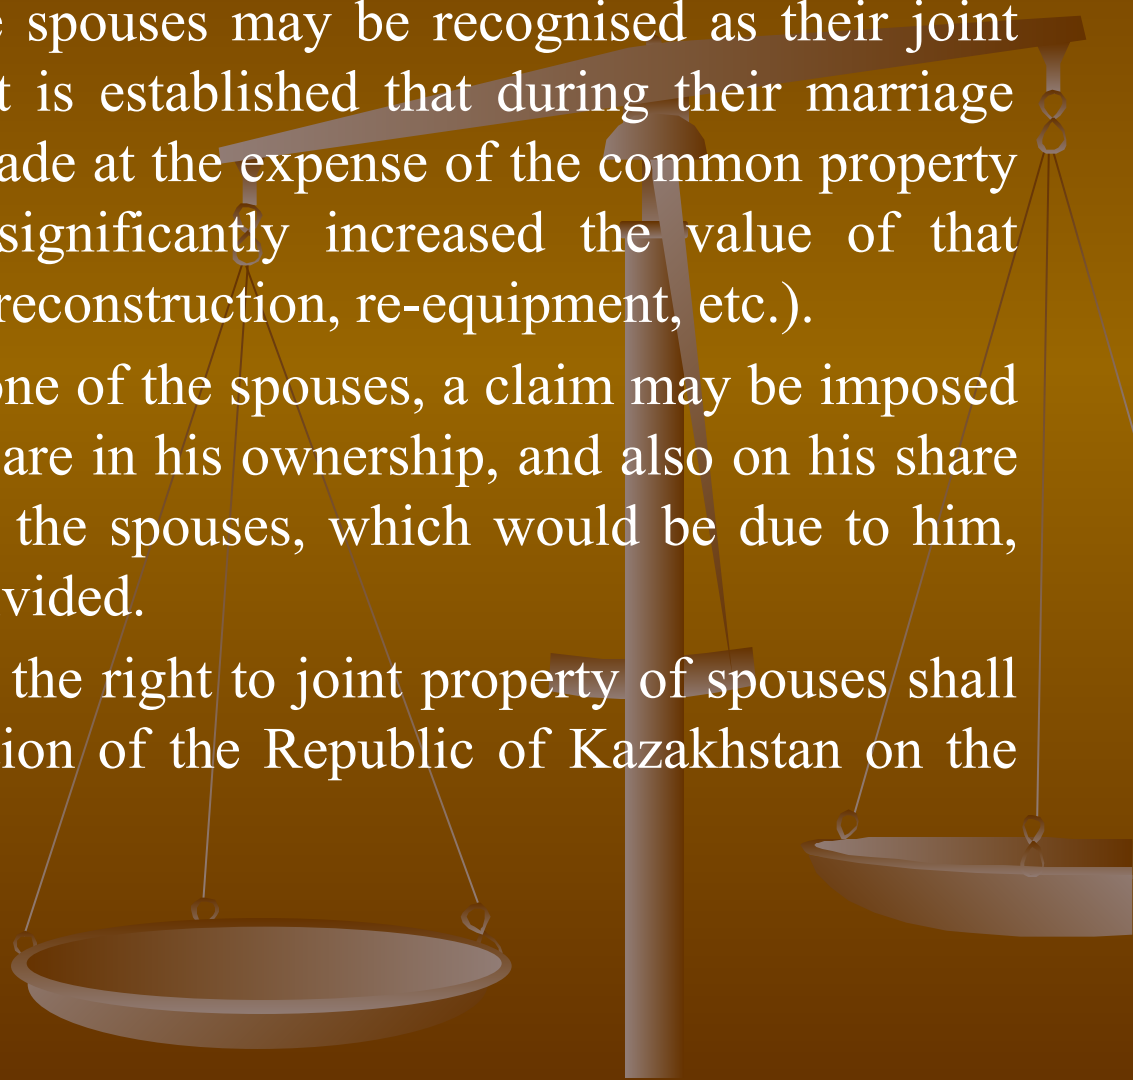 spouses may be recognised as their joint
is established that during their marriage
at the expense of the common property
significantly increased the value of that
reconstruction, re-equipment, etc.).
of the spouses, a claim may be imposed
are in his ownership, and also on his share
the spouses, which would be due to him,
vided.
the right to joint property of spouses shall
ion of the Republic of Kazakhstan on the